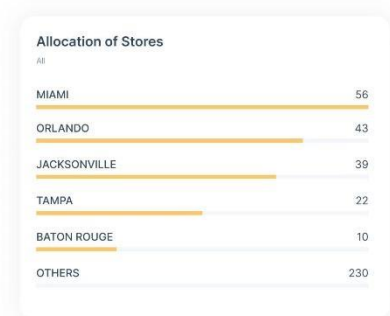 Allocation of Stores
All
MIAMI 56
ORLANDO 43
JACKSONVILLE 39
TAMPA 22
BATON ROUGE 10
OTHERS 230